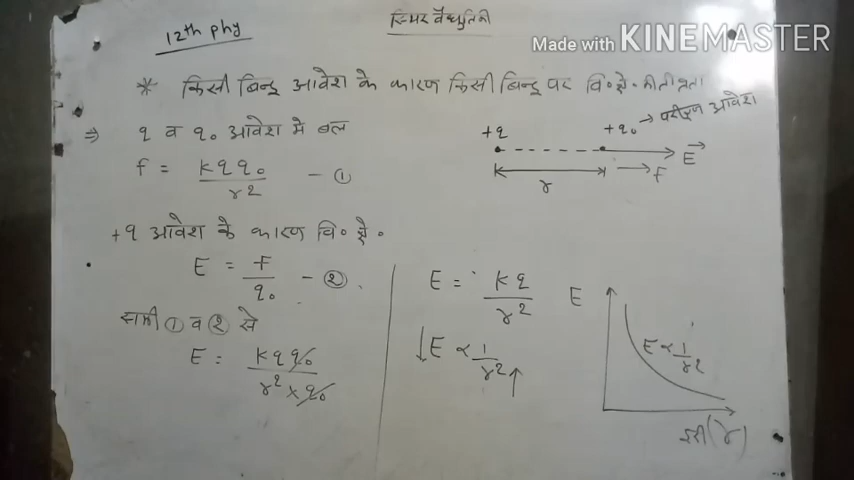 12th phy
स्थिर वैद्युतिकी
Made with KINEMASTER
* किसी बिन्दु आवेश के कारण किसी बिन्दु पर वि॰ क्षे॰ की तीव्रता
⇒ q व q₀ आवेश मे बल
f = Kqq₀/r² – ①
+q
+q₀ → परीक्षण आवेश
E→
→ F
r
+q आवेश के कारण वि॰ क्षे॰
E = F/q₀ – ②
समी ① व ② से
E = Kqq₀/r² × q₀
E = Kq/r²
↓E ∝ 1/r² ↑
E
E ∝ 1/r²
दूरी (r)